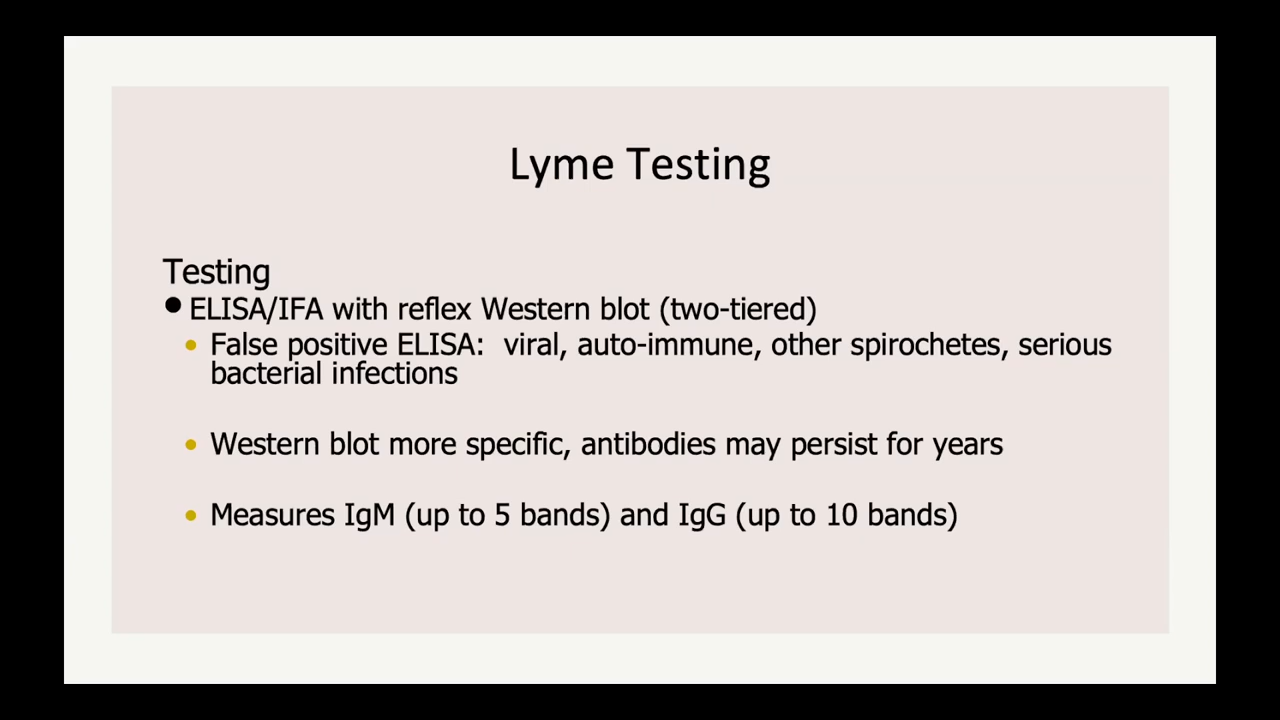 Lyme Testing
Testing
● ELISA/IFA with reflex Western blot (two-tiered)
• False positive ELISA:  viral, auto-immune, other spirochetes, serious
bacterial infections
• Western blot more specific, antibodies may persist for years
• Measures IgM (up to 5 bands) and IgG (up to 10 bands)